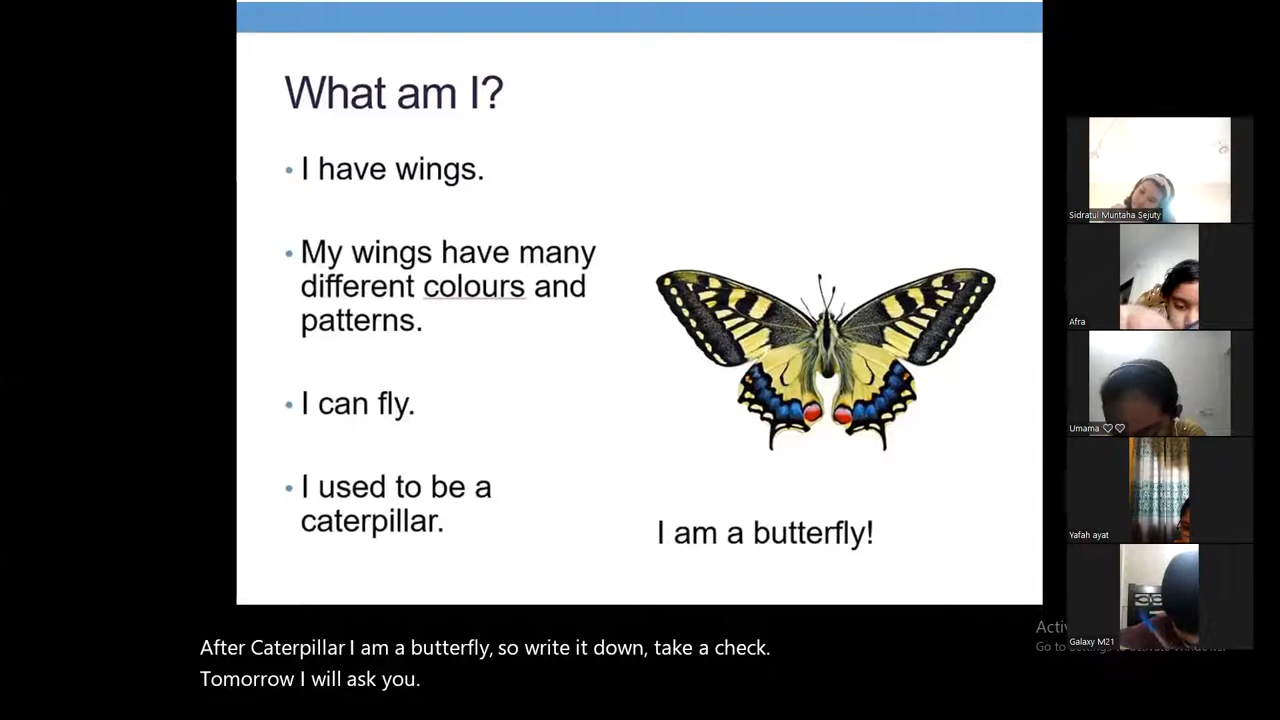 What am I?
• I have wings.
• My wings have many
different colours and
patterns.
• I can fly.
• I used to be a
caterpillar.
I am a butterfly!
Sidratul Muntaha Sejuty
Afra
Umama ♡♡
Yafah ayat
Galaxy M21
After Caterpillar I am a butterfly, so write it down, take a check.
Tomorrow I will ask you.
Go to Settings to activate Windows.